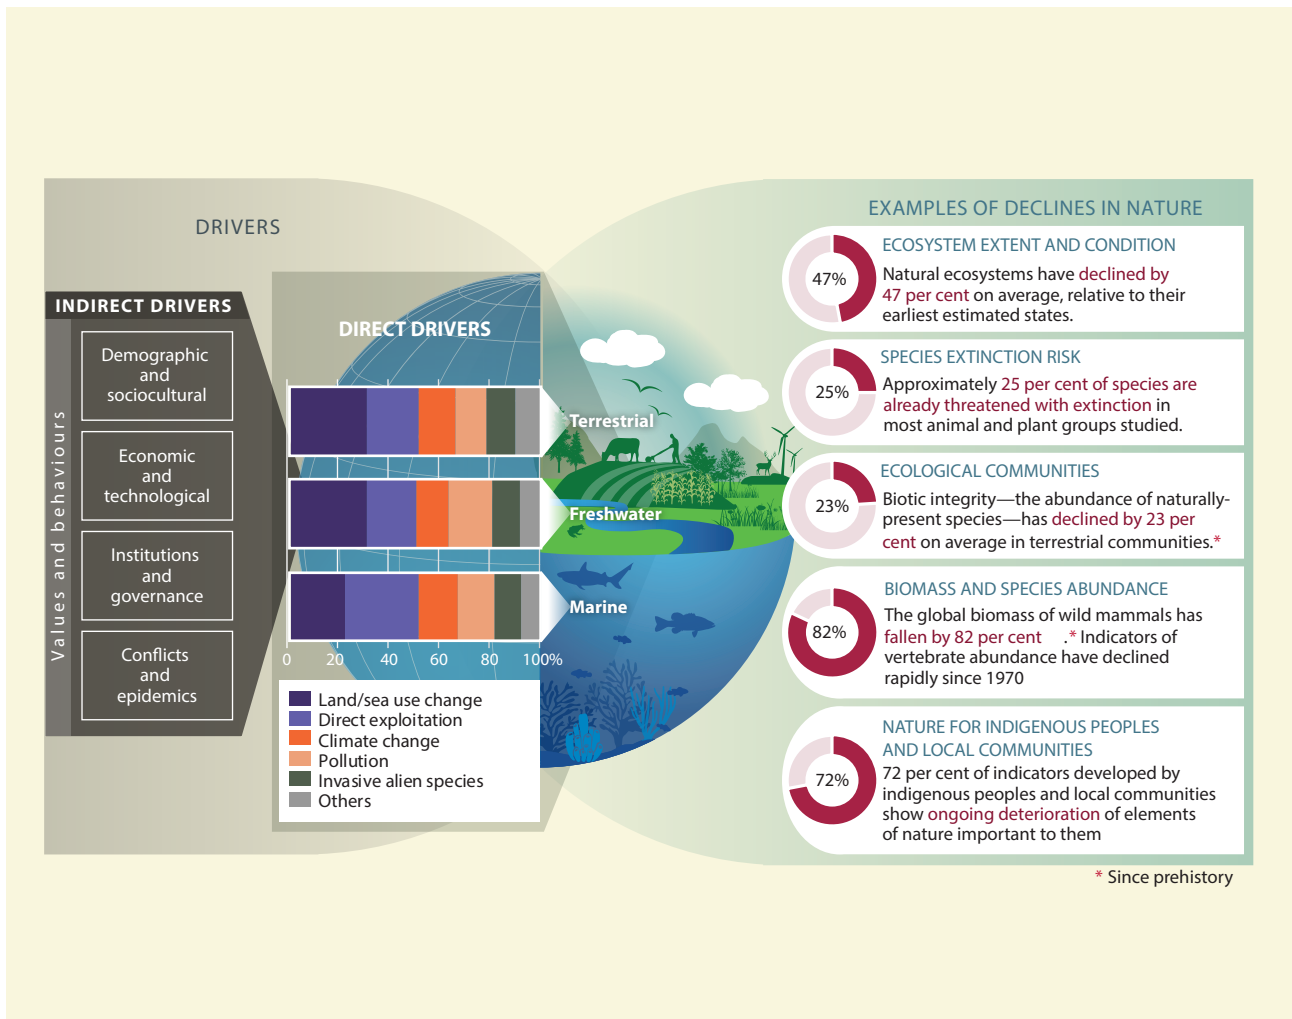 DRIVERS
INDIRECT DRIVERS
Values and behaviours
Demographic
and
sociocultural
Economic
and
technological
Institutions
and
governance
Conflicts
and
epidemics
DIRECT DRIVERS
Terrestrial
Freshwater
Marine
0 20 40 60 80 100%
Land/sea use change
Direct exploitation
Climate change
Pollution
Invasive alien species
Others
EXAMPLES OF DECLINES IN NATURE
47%
ECOSYSTEM EXTENT AND CONDITION
Natural ecosystems have declined by
47 per cent on average, relative to their
earliest estimated states.
25%
SPECIES EXTINCTION RISK
Approximately 25 per cent of species are
already threatened with extinction in
most animal and plant groups studied.
23%
ECOLOGICAL COMMUNITIES
Biotic integrity—the abundance of naturally-
present species—has declined by 23 per
cent on average in terrestrial communities.*
82%
BIOMASS AND SPECIES ABUNDANCE
The global biomass of wild mammals has
fallen by 82 per cent .* Indicators of
vertebrate abundance have declined
rapidly since 1970
72%
NATURE FOR INDIGENOUS PEOPLES
AND LOCAL COMMUNITIES
72 per cent of indicators developed by
indigenous peoples and local communities
show ongoing deterioration of elements
of nature important to them
* Since prehistory